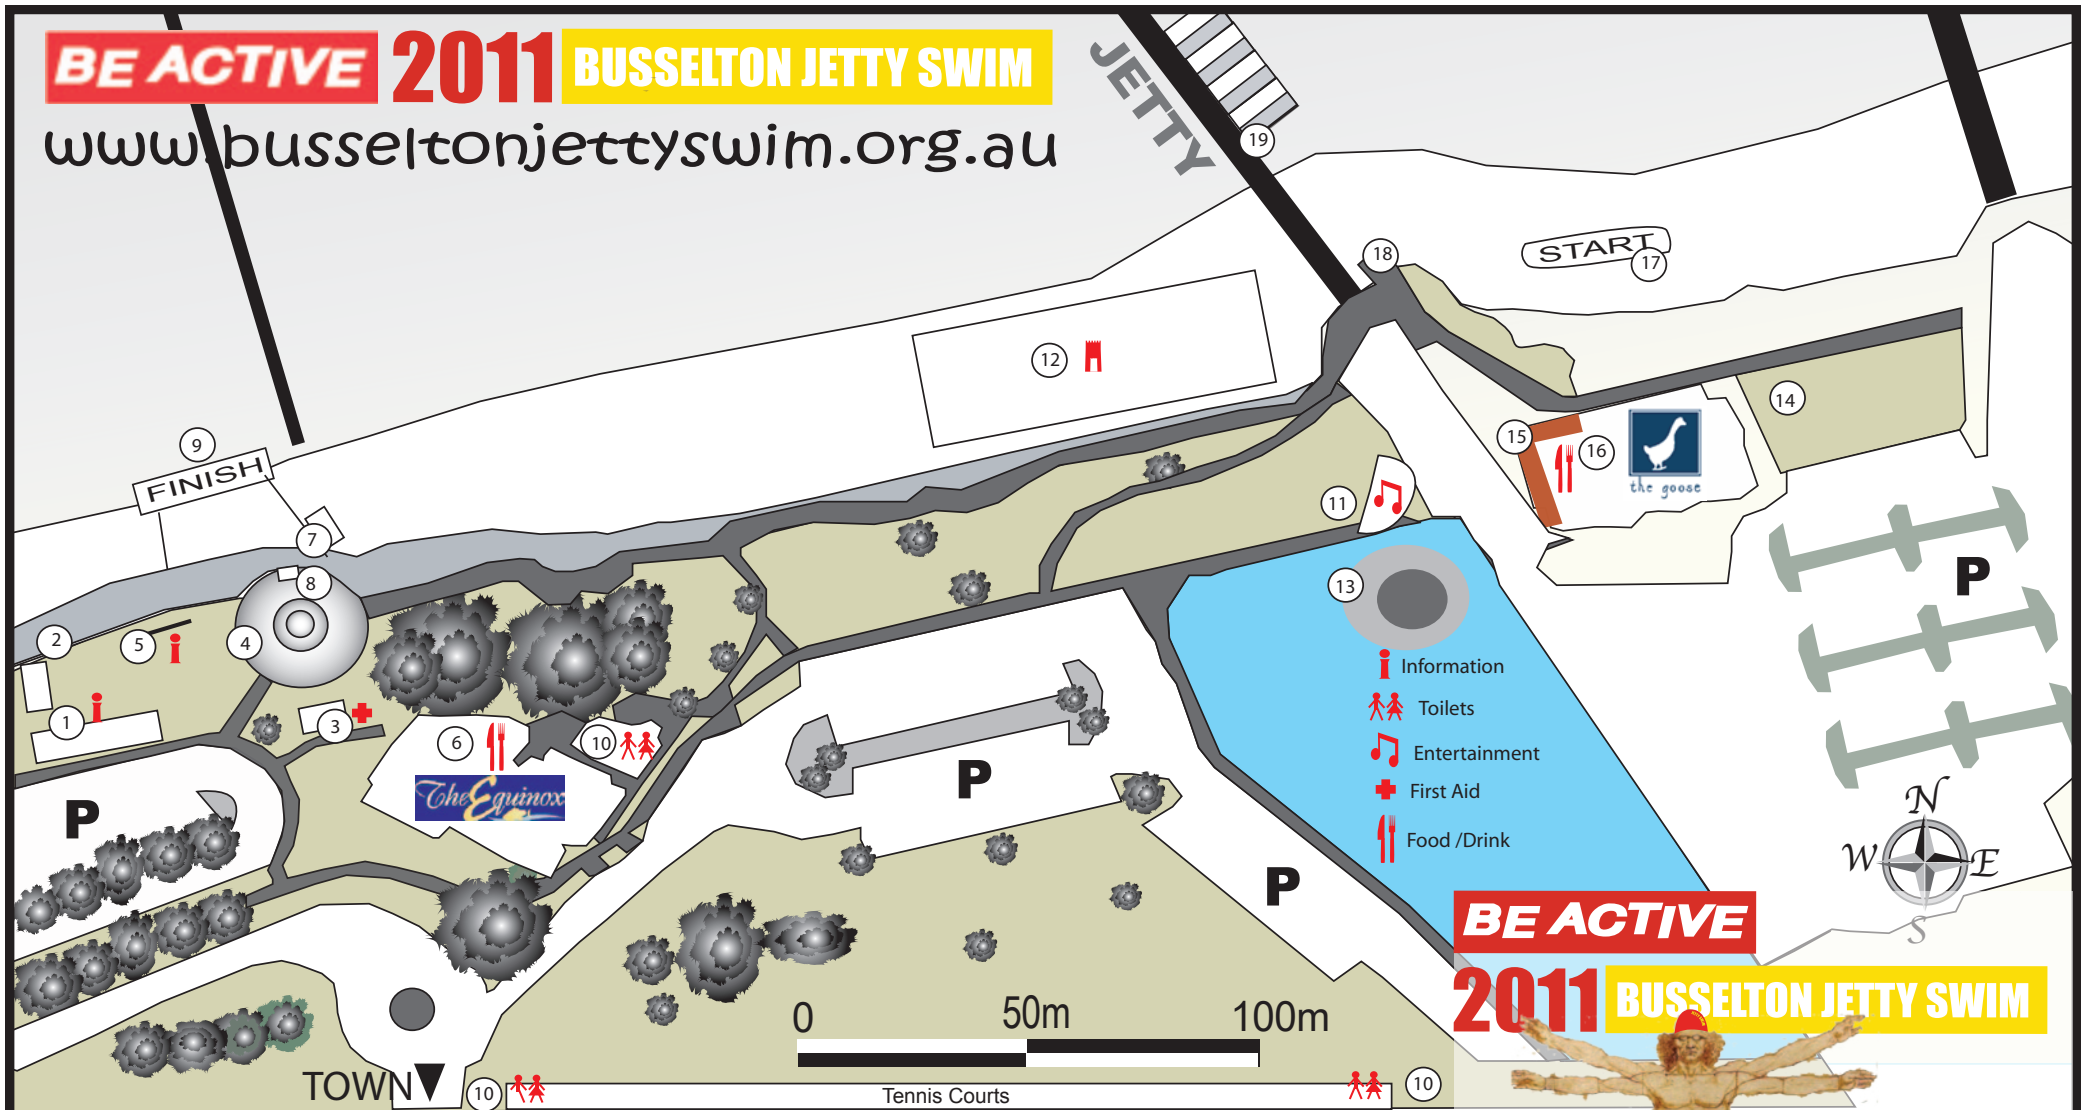 BE ACTIVE 2011 BUSSELTON JETTY SWIM
www.busseltonjettyswim.org.au
JETTY
19
18
START
17
12
14
9
FINISH
15
16
the goose
11
7
8
13
P
2
5
4
Information
1
3
6
10
Toilets
The Equinox
Entertainment
P
P
First Aid
Food /Drink
N
W
E
S
P
BE ACTIVE
2011 BUSSELTON JETTY SWIM
0 50m 100m
TOWN
10
Tennis Courts
10